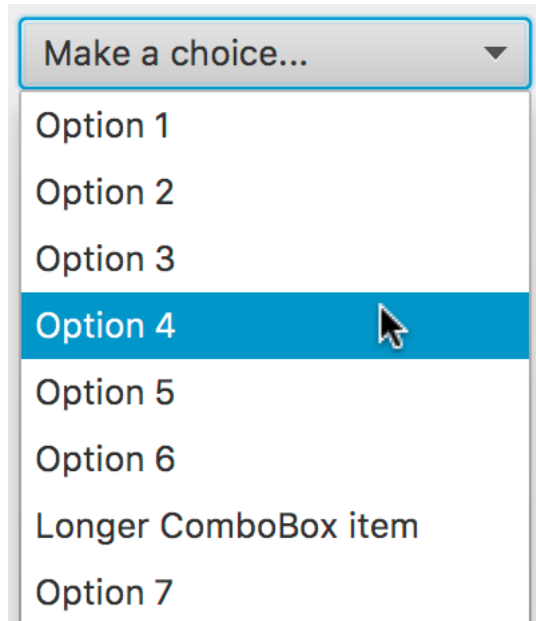 Make a choice...
Option 1
Option 2
Option 3
Option 4
Option 5
Option 6
Longer ComboBox item
Option 7